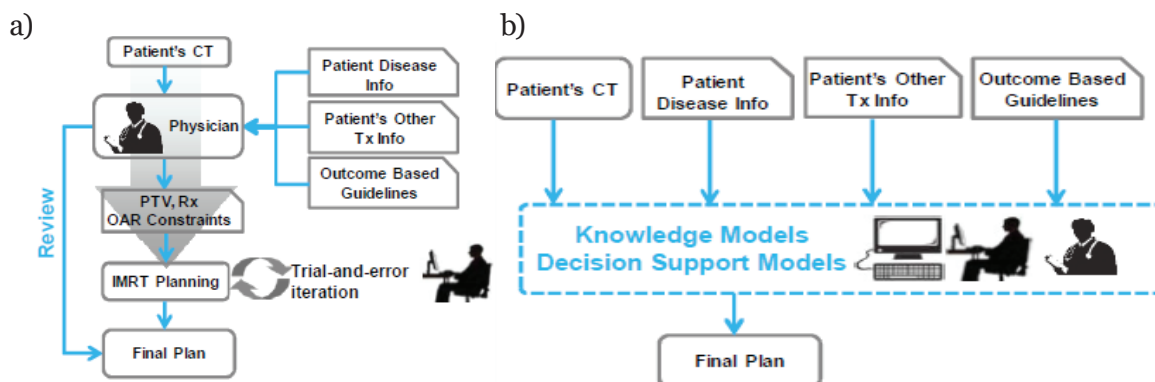 a)
Patient's CT
Physician
Patient Disease
Info
Patient's Other
Tx Info
Outcome Based
Guidelines
PTV, Rx
OAR Constraints
Review
IMRT Planning
Trial-and-error
iteration
Final Plan
b)
Patient's CT
Patient
Disease Info
Patient's Other
Tx Info
Outcome Based
Guidelines
Knowledge Models
Decision Support Models
Final Plan